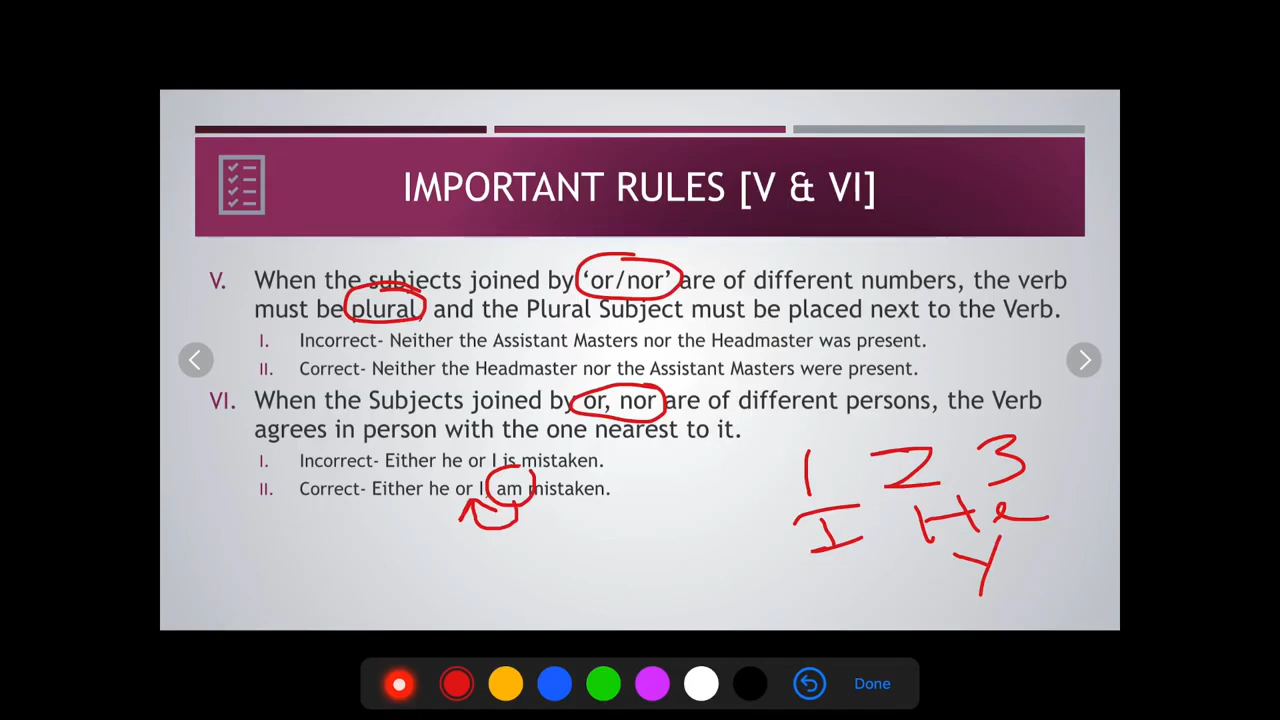 IMPORTANT RULES [V & VI]
V. When the subjects joined by ‘or/nor’ are of different numbers, the verb
must be plural, and the Plural Subject must be placed next to the Verb.
I. Incorrect- Neither the Assistant Masters nor the Headmaster was present.
II. Correct- Neither the Headmaster nor the Assistant Masters were present.
VI. When the Subjects joined by or, nor are of different persons, the Verb
agrees in person with the one nearest to it.
I. Incorrect- Either he or I is mistaken.
II. Correct- Either he or I, am mistaken.
1 2 3
I He
Y
Done